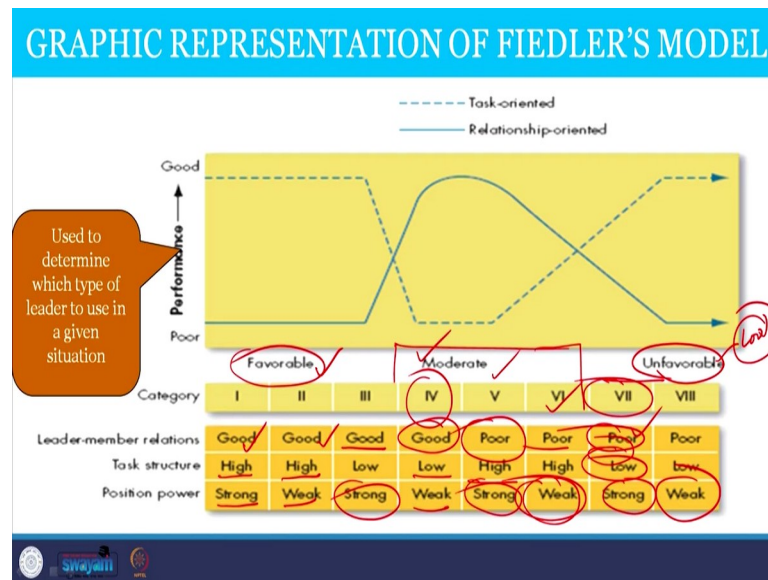 GRAPHIC REPRESENTATION OF FIEDLER'S MODEL
Task-oriented
Relationship-oriented
Good
Performance
Poor
Used to
determine
which type of
leader to use in
a given
situation
Low
Favorable Moderate Unfavorable
Category I II III IV V VI VII VIII
Leader-member relations Good Good Good Good Poor Poor Poor Poor
Task structure High High Low Low High High Low Low
Position power Strong Weak Strong Weak Strong Weak Strong Weak
swayam